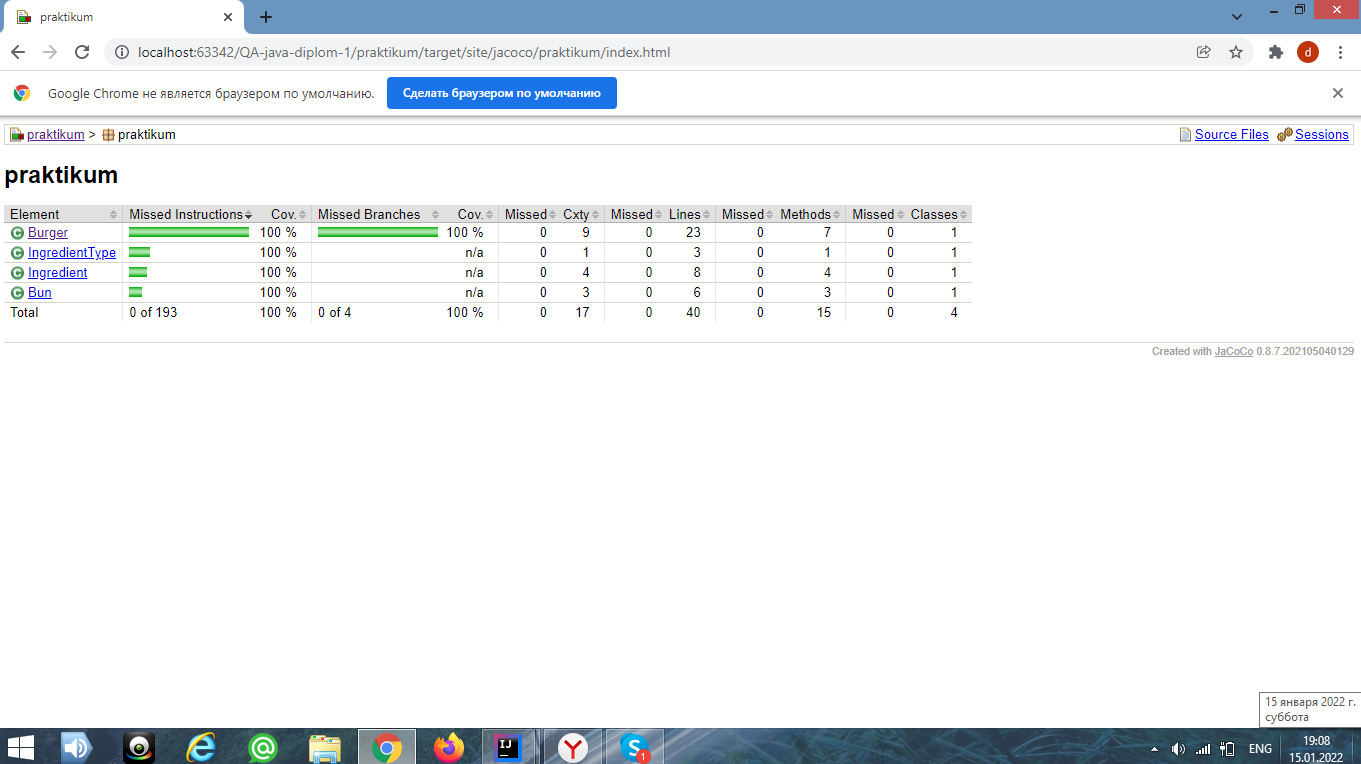 praktikum
localhost:63342/QA-java-diplom-1/praktikum/target/site/jacoco/praktikum/index.html
d
Google Chrome не является браузером по умолчанию. Сделать браузером по умолчанию
praktikum > praktikum Source Files Sessions
praktikum
Element Missed Instructions Cov. Missed Branches Cov. Missed Cxty Missed Lines Missed Methods Missed Classes
Burger 100 % 100 % 0 9 0 23 0 7 0 1
IngredientType 100 % n/a 0 1 0 3 0 1 0 1
Ingredient 100 % n/a 0 4 0 8 0 4 0 1
Bun 100 % n/a 0 3 0 6 0 3 0 1
Total 0 of 193 100 % 0 of 4 100 % 0 17 0 40 0 15 0 4
Created with JaCoCo 0.8.7.202105040129
15 января 2022 г.
суббота
IJ Y S 1 ENG 19:08
15.01.2022